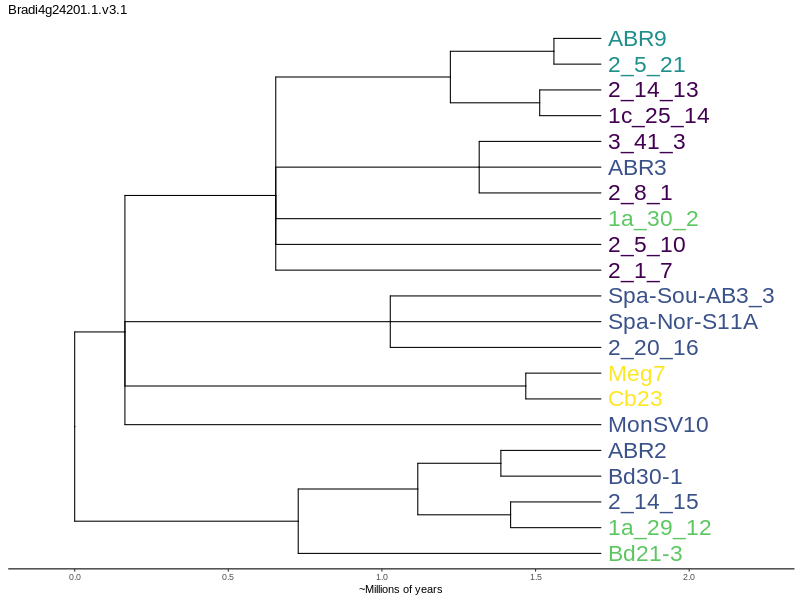 Bradi4g24201.1.v3.1
ABR9
2_5_21
2_14_13
1c_25_14
3_41_3
ABR3
2_8_1
1a_30_2
2_5_10
2_1_7
Spa-Sou-AB3_3
Spa-Nor-S11A
2_20_16
Meg7
Cb23
MonSV10
ABR2
Bd30-1
2_14_15
1a_29_12
Bd21-3
0.0 0.5 1.0 1.5 2.0
~Millions of years